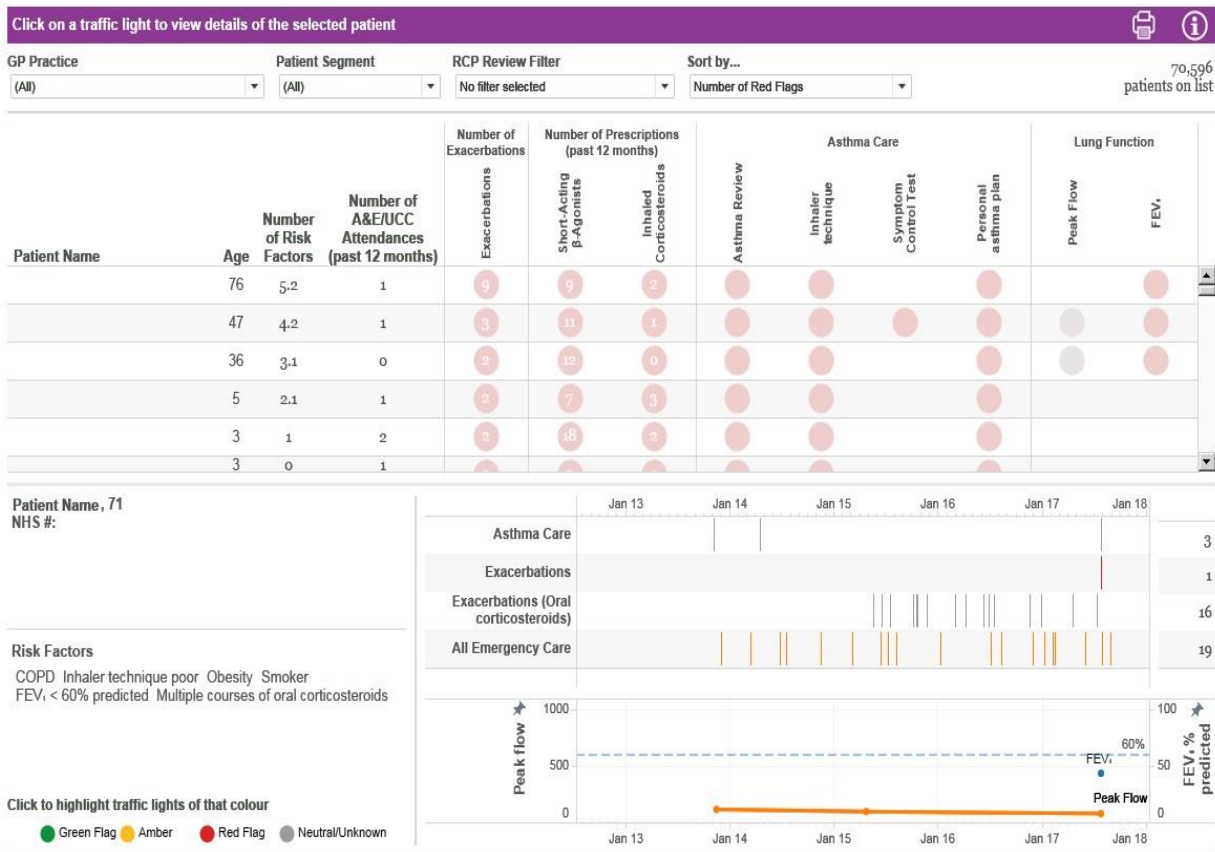 Click on a traffic light to view details of the selected patient
GP Practice
Patient Segment
RCP Review Filter
Sort by...
(All)
(All)
No filter selected
Number of Red Flags
70,596
patients on list
Number of
Exacerbations
Number of Prescriptions
(past 12 months)
Asthma Care
Lung Function
Patient Name
Age
Number
of Risk
Factors
Number of
A&E/UCC
Attendances
(past 12 months)
Exacerbations
Short-Acting
β-Agonists
Inhaled
Corticosteroids
Asthma Review
Inhaler
technique
Symptom
Control Test
Personal
asthma plan
Peak Flow
FEV₁
76 5.2 1 9 9 2
47 4.2 1 3 11 1
36 3.1 0 2 12 0
5 2.1 1 2 7 3
3 1 2 2 18 2
3 0 1
Patient Name, 71
NHS #:
Risk Factors
COPD Inhaler technique poor Obesity Smoker
FEV₁ < 60% predicted Multiple courses of oral corticosteroids
Click to highlight traffic lights of that colour
Green Flag Amber Red Flag Neutral/Unknown
Jan 13 Jan 14 Jan 15 Jan 16 Jan 17 Jan 18
Asthma Care 3
Exacerbations 1
Exacerbations (Oral
corticosteroids) 16
All Emergency Care 19
Peak flow
1000
500
0
60%
FEV₁
Peak Flow
100
50
0
FEV₁ %
predicted
Jan 13 Jan 14 Jan 15 Jan 16 Jan 17 Jan 18